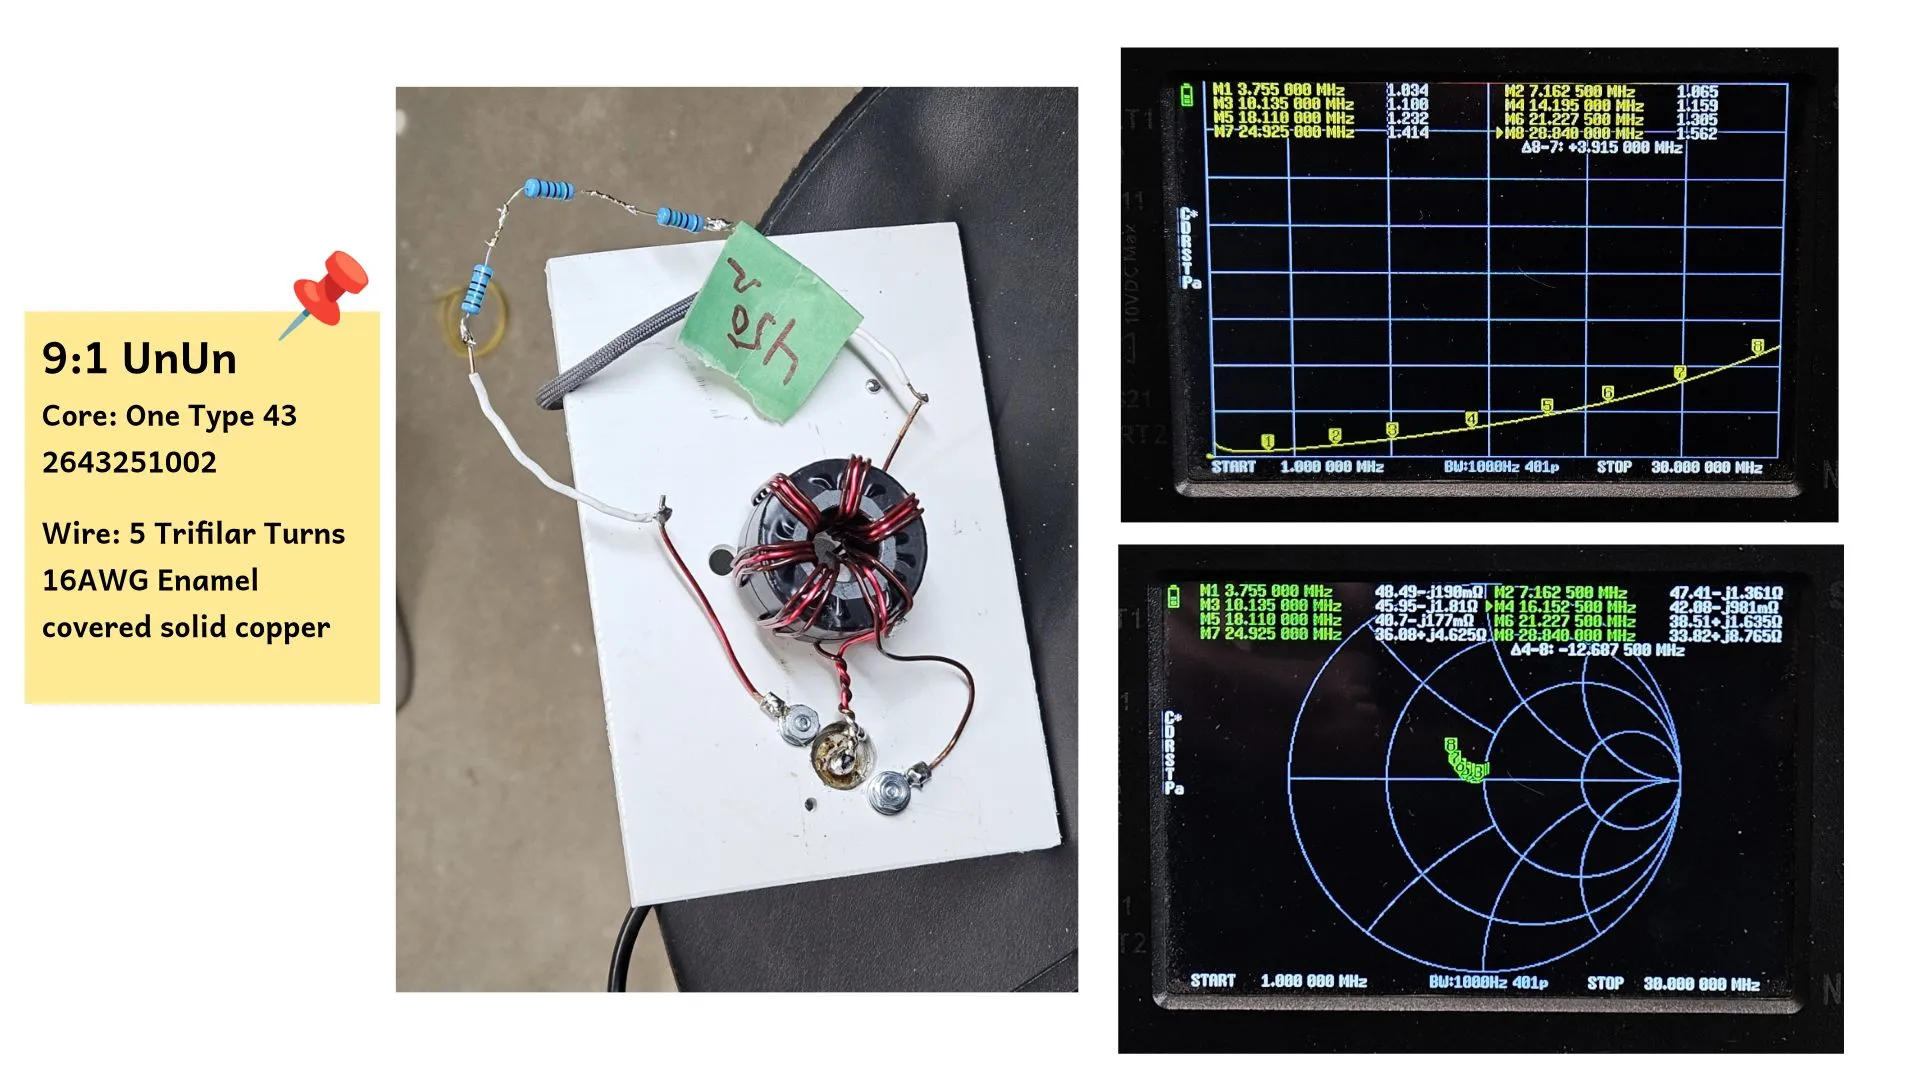 9:1 UnUn
Core: One Type 43
2643251002
Wire: 5 Trifilar Turns
16AWG Enamel
covered solid copper
450
M1 3.755 000 MHz 1.034 M2 7.162 500 MHz 1.065
M3 10.135 000 MHz 1.100 M4 14.195 000 MHz 1.159
M5 18.110 000 MHz 1.232 M6 21.227 500 MHz 1.305
M7 24.925 000 MHz 1.414 M8 28.840 000 MHz 1.562
Δ8-7: +3.915 000 MHz
C*
D
R
S
T
Pa
10VDC Max
1
2
3
4
5
6
7
8
START 1.000 000 MHz BW:1000Hz 401p STOP 30.000 000 MHz
M1 3.755 000 MHz 48.49-j190mΩ M2 7.162 500 MHz 47.41-j1.361Ω
M3 10.135 000 MHz 45.95-j1.81Ω M4 16.152 500 MHz 42.08-j981mΩ
M5 18.110 000 MHz 40.7-j177mΩ M6 21.227 500 MHz 38.51+j1.635Ω
M7 24.925 000 MHz 36.08+j4.625Ω M8 28.840 000 MHz 33.82+j8.765Ω
Δ4-8: -12.687 500 MHz
C*
D
R
S
T
Pa
8
START 1.000 000 MHz BW:1000Hz 401p STOP 30.000 000 MHz